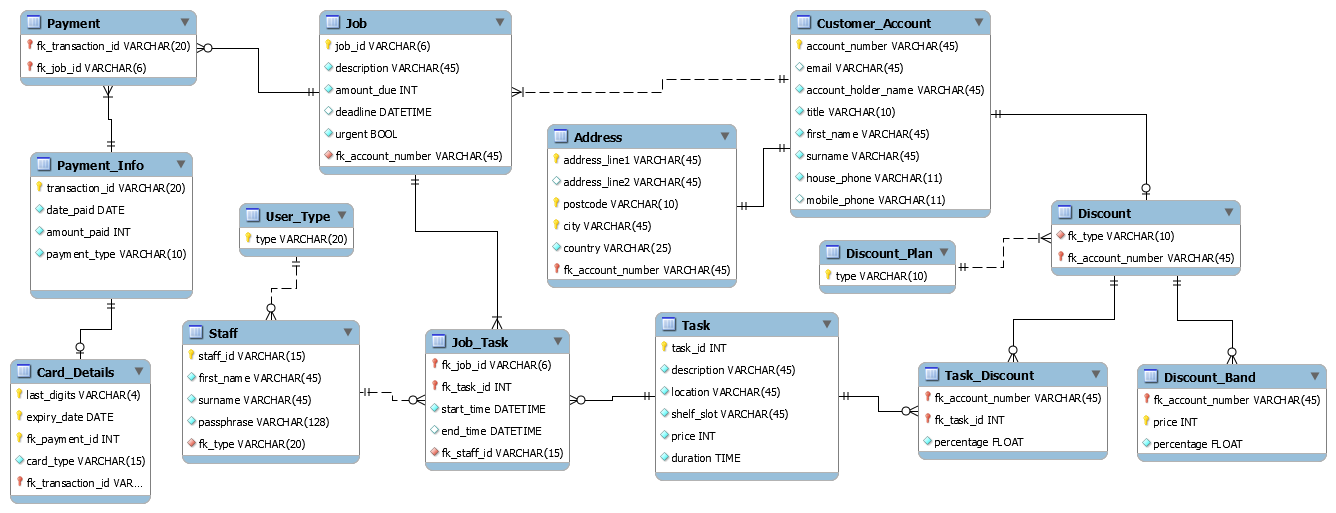 Payment
fk_transaction_id VARCHAR(20)
fk_job_id VARCHAR(6)
Job
job_id VARCHAR(6)
description VARCHAR(45)
amount_due INT
deadline DATETIME
urgent BOOL
fk_account_number VARCHAR(45)
Customer_Account
account_number VARCHAR(45)
email VARCHAR(45)
account_holder_name VARCHAR(45)
title VARCHAR(10)
first_name VARCHAR(45)
surname VARCHAR(45)
house_phone VARCHAR(11)
mobile_phone VARCHAR(11)
Address
address_line1 VARCHAR(45)
address_line2 VARCHAR(45)
postcode VARCHAR(10)
city VARCHAR(45)
country VARCHAR(25)
fk_account_number VARCHAR(45)
Payment_Info
transaction_id VARCHAR(20)
date_paid DATE
amount_paid INT
payment_type VARCHAR(10)
User_Type
type VARCHAR(20)
Discount
fk_type VARCHAR(10)
fk_account_number VARCHAR(45)
Discount_Plan
type VARCHAR(10)
Staff
staff_id VARCHAR(15)
first_name VARCHAR(45)
surname VARCHAR(45)
passphrase VARCHAR(128)
fk_type VARCHAR(20)
Job_Task
fk_job_id VARCHAR(6)
fk_task_id INT
start_time DATETIME
end_time DATETIME
fk_staff_id VARCHAR(15)
Task
task_id INT
description VARCHAR(45)
location VARCHAR(45)
shelf_slot VARCHAR(45)
price INT
duration TIME
Card_Details
last_digits VARCHAR(4)
expiry_date DATE
fk_payment_id INT
card_type VARCHAR(15)
fk_transaction_id VAR...
Task_Discount
fk_account_number VARCHAR(45)
fk_task_id INT
percentage FLOAT
Discount_Band
fk_account_number VARCHAR(45)
price INT
percentage FLOAT